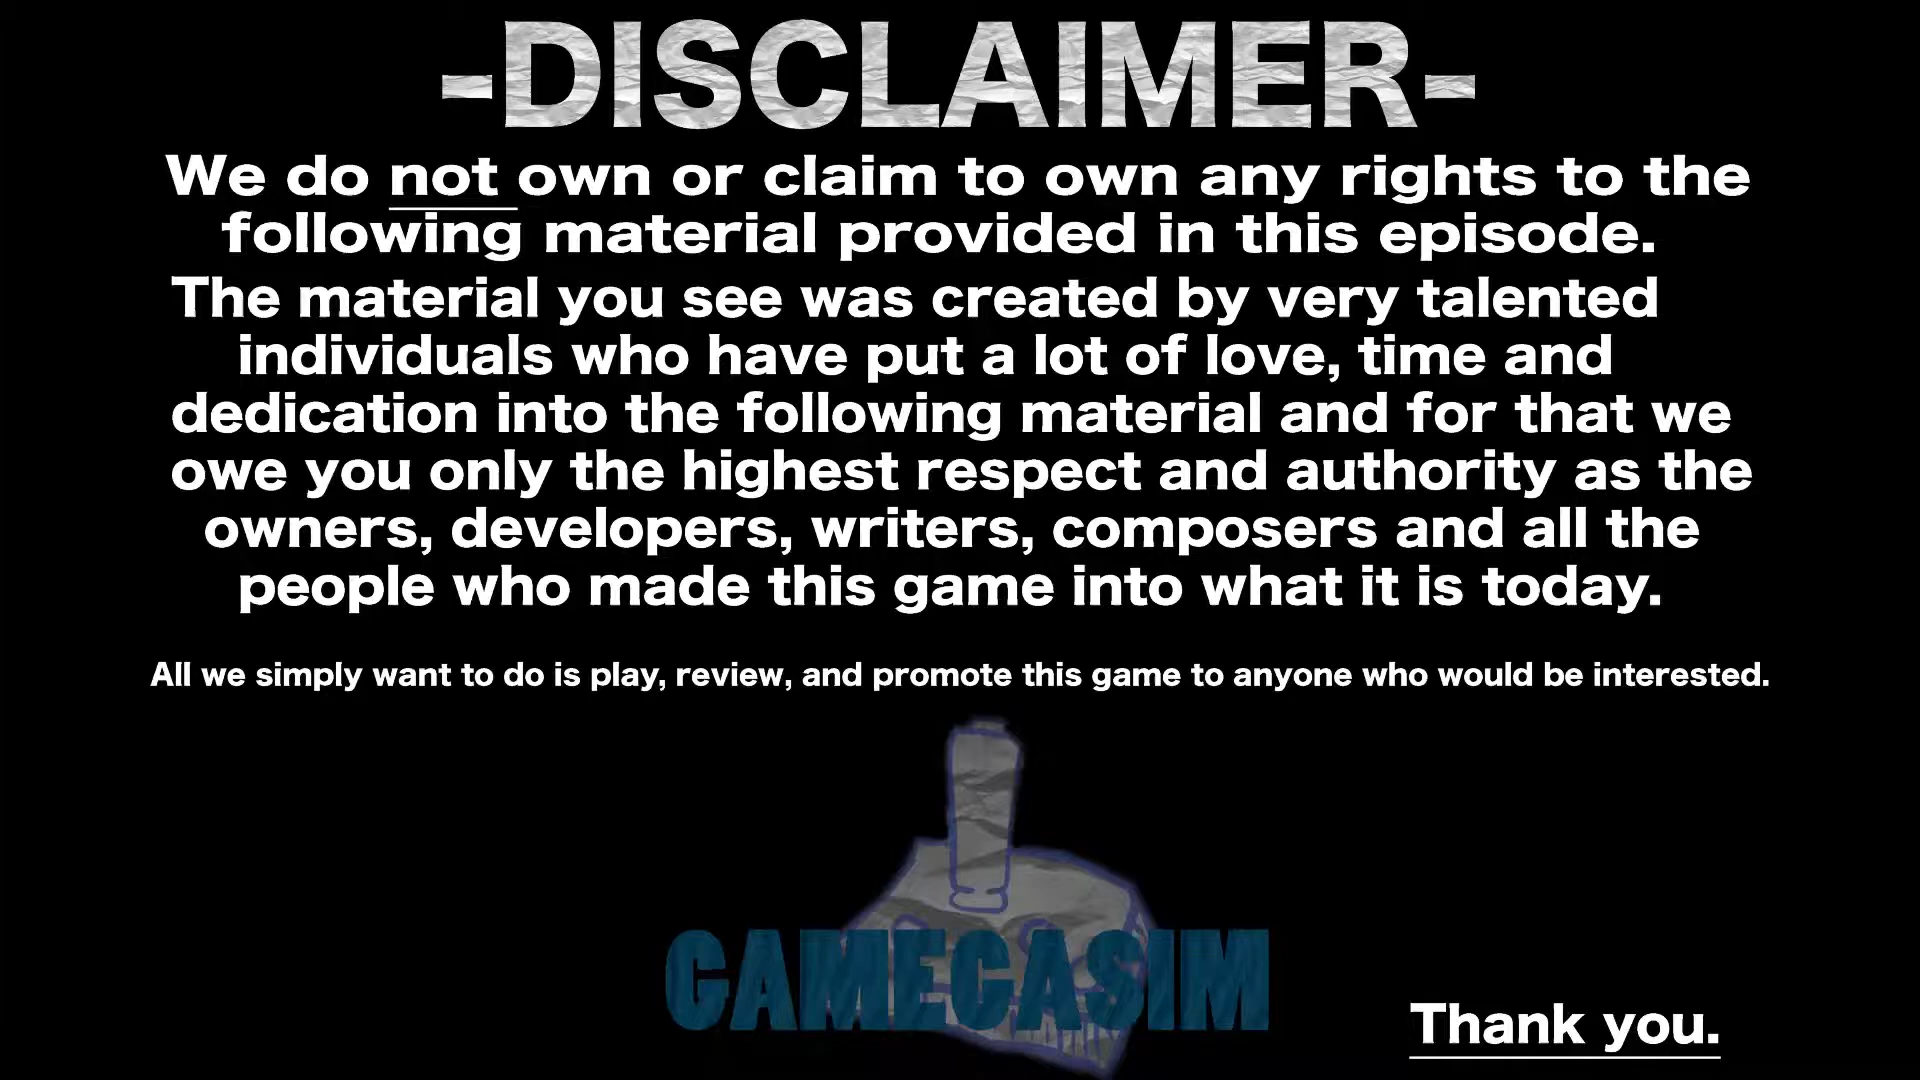 -DISCLAIMER-
We do not own or claim to own any rights to the
following material provided in this episode.
The material you see was created by very talented
individuals who have put a lot of love, time and
dedication into the following material and for that we
owe you only the highest respect and authority as the
owners, developers, writers, composers and all the
people who made this game into what it is today.
All we simply want to do is play, review, and promote this game to anyone who would be interested.
GAMECASIM
Thank you.